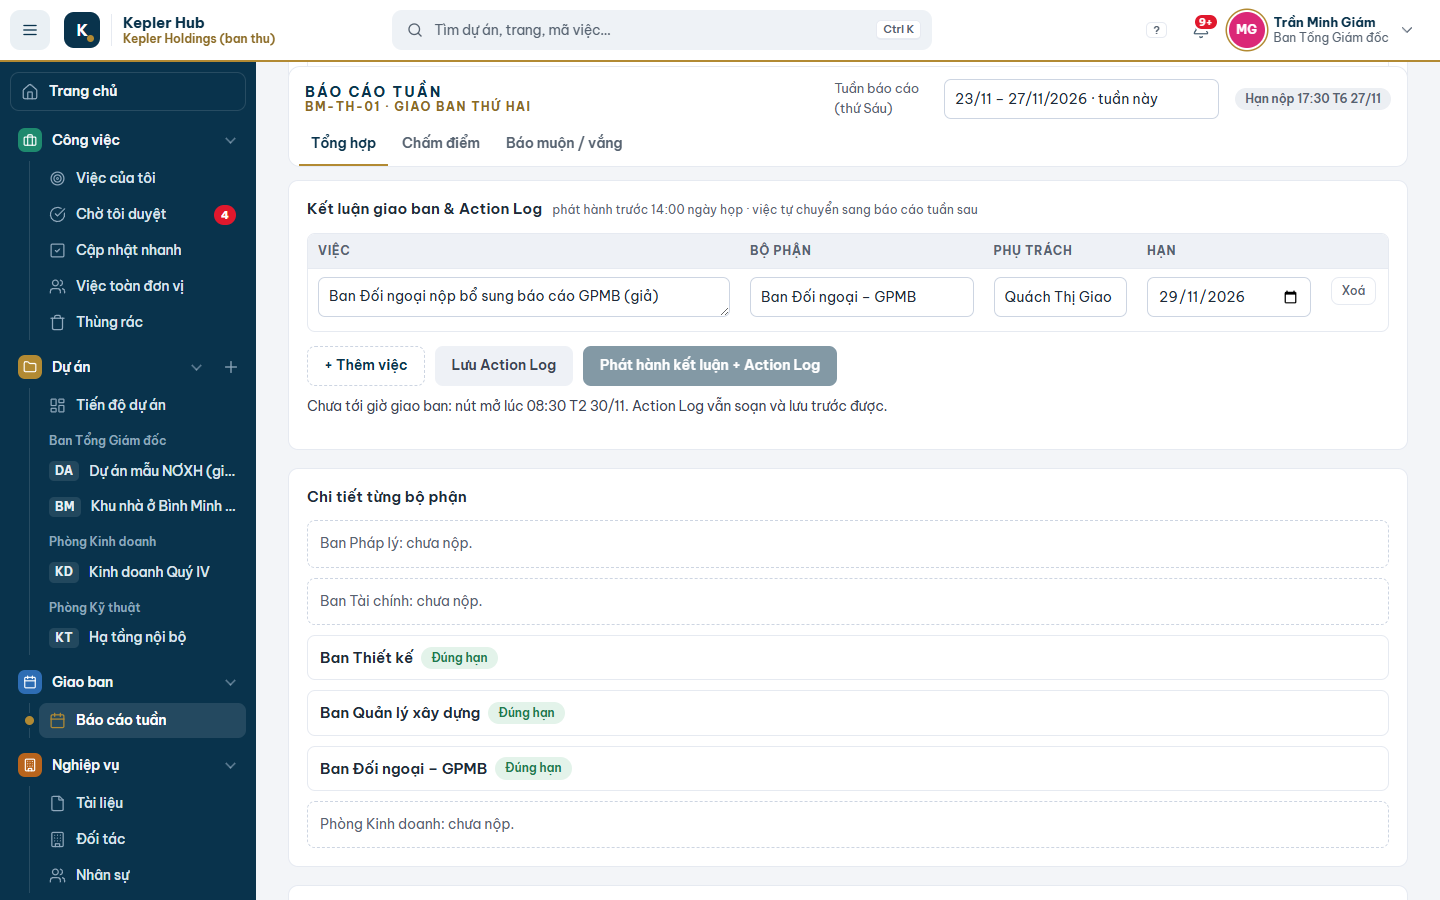 Kepler Hub
Kepler Holdings (ban thu)
Tìm dự án, trang, mã việc…
Ctrl K
?
9+
MG
Trần Minh Giám
Ban Tổng Giám đốc
Trang chủ
Công việc
Việc của tôi
Chờ tôi duyệt
4
Cập nhật nhanh
Việc toàn đơn vị
Thùng rác
Dự án
Tiến độ dự án
Ban Tổng Giám đốc
DA Dự án mẫu NƠXH (gi…
BM Khu nhà ở Bình Minh …
Phòng Kinh doanh
KD Kinh doanh Quý IV
Phòng Kỹ thuật
KT Hạ tầng nội bộ
Giao ban
Báo cáo tuần
Nghiệp vụ
Tài liệu
Đối tác
Nhân sự
BÁO CÁO TUẦN
BM-TH-01 · GIAO BAN THỨ HAI
Tuần báo cáo
(thứ Sáu)
23/11 – 27/11/2026 · tuần này
Hạn nộp 17:30 T6 27/11
Tổng hợp
Chấm điểm
Báo muộn / vắng
Kết luận giao ban & Action Log phát hành trước 14:00 ngày họp · việc tự chuyển sang báo cáo tuần sau
VIỆC BỘ PHẬN PHỤ TRÁCH HẠN
Ban Đối ngoại nộp bổ sung báo cáo GPMB (giả) Ban Đối ngoại – GPMB Quách Thị Giao 29/11/2026 Xoá
+ Thêm việc
Lưu Action Log
Phát hành kết luận + Action Log
Chưa tới giờ giao ban: nút mở lúc 08:30 T2 30/11. Action Log vẫn soạn và lưu trước được.
Chi tiết từng bộ phận
Ban Pháp lý: chưa nộp.
Ban Tài chính: chưa nộp.
Ban Thiết kế Đúng hạn
Ban Quản lý xây dựng Đúng hạn
Ban Đối ngoại – GPMB Đúng hạn
Phòng Kinh doanh: chưa nộp.